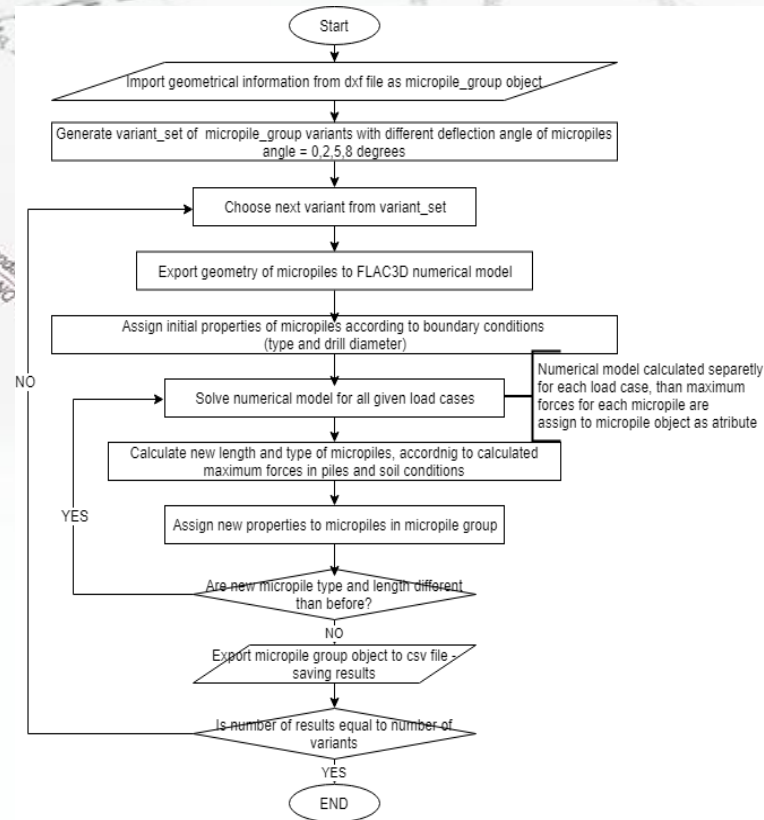 Start
Import geometrical information from dxf file as micropile_group object
Generate variant_set of micropile_group variants with different deflection angle of micropiles
angle = 0,2,5,8 degrees
Choose next variant from variant_set
Export geometry of micropiles to FLAC3D numerical model
Assign initial properties of micropiles according to boundary conditions
(type and drill diameter)
NO
Solve numerical model for all given load cases
Numerical model calculated separetly
for each load case, than maximum
forces for each micropile are
assign to micropile object as atribute
Calculate new length and type of micropiles, accordnig to calculated
maximum forces in piles and soil conditions
YES
Assign new properties to micropiles in micropile group
Are new micropile type and length different
than before?
NO
Export micropile group object to csv file -
saving results
Is number of results equal to number of
variants
YES
END
NO